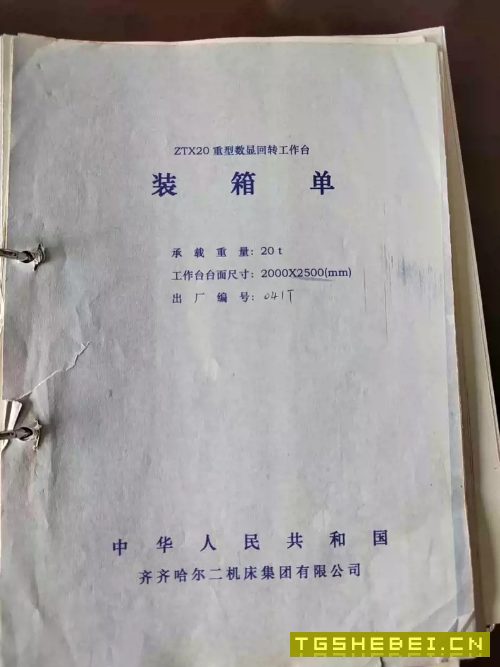 ZTX20 重型数显回转工作台
装箱单
承载重量：20 t
工作台台面尺寸：2000X2500(mm)
出厂编号：041T
中华人民共和国
齐齐哈尔二机床集团有限公司
TGSHEBEI.CN